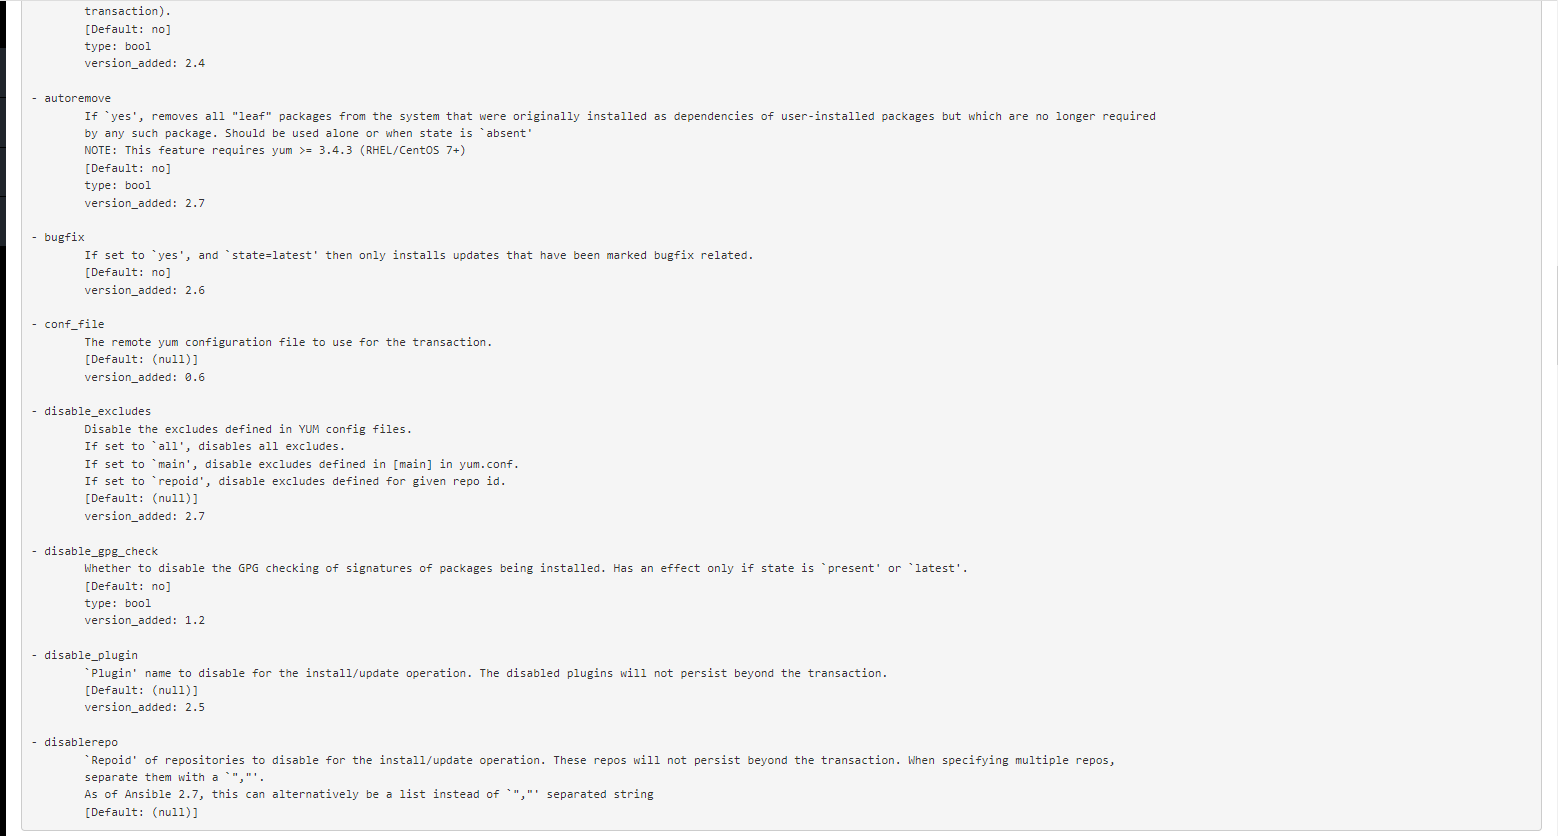 transaction).
[Default: no]
type: bool
version_added: 2.4
- autoremove
If `yes', removes all "leaf" packages from the system that were originally installed as dependencies of user-installed packages but which are no longer required
by any such package. Should be used alone or when state is `absent'
NOTE: This feature requires yum >= 3.4.3 (RHEL/CentOS 7+)
[Default: no]
type: bool
version_added: 2.7
- bugfix
If set to `yes', and `state=latest' then only installs updates that have been marked bugfix related.
[Default: no]
version_added: 2.6
- conf_file
The remote yum configuration file to use for the transaction.
[Default: (null)]
version_added: 0.6
- disable_excludes
Disable the excludes defined in YUM config files.
If set to `all', disables all excludes.
If set to `main', disable excludes defined in [main] in yum.conf.
If set to `repoid', disable excludes defined for given repo id.
[Default: (null)]
version_added: 2.7
- disable_gpg_check
Whether to disable the GPG checking of signatures of packages being installed. Has an effect only if state is `present' or `latest'.
[Default: no]
type: bool
version_added: 1.2
- disable_plugin
`Plugin' name to disable for the install/update operation. The disabled plugins will not persist beyond the transaction.
[Default: (null)]
version_added: 2.5
- disablerepo
`Repoid' of repositories to disable for the install/update operation. These repos will not persist beyond the transaction. When specifying multiple repos,
separate them with a `","'.
As of Ansible 2.7, this can alternatively be a list instead of `","' separated string
[Default: (null)]